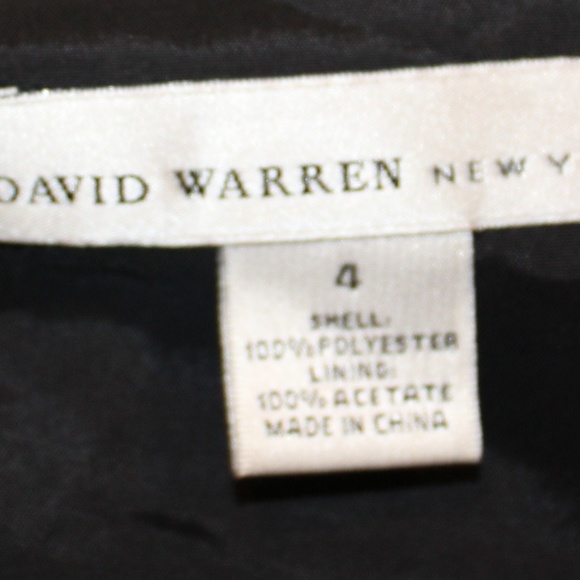 DAVID WARREN NEW Y
4
SHELL:
100% POLYESTER
LINING:
100% ACETATE
MADE IN CHINA